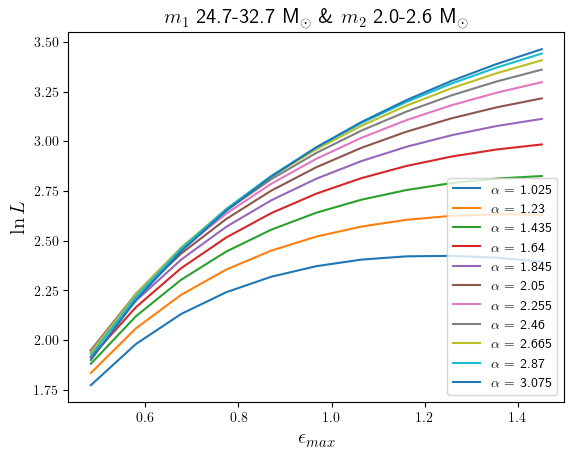 m₁ 24.7-32.7 M⊙ & m₂ 2.0-2.6 M⊙
3.50
3.25
3.00
2.75
2.50
2.25
2.00
1.75
ln L
α = 1.025
α = 1.23
α = 1.435
α = 1.64
α = 1.845
α = 2.05
α = 2.255
α = 2.46
α = 2.665
α = 2.87
α = 3.075
0.6 0.8 1.0 1.2 1.4
ϵmax